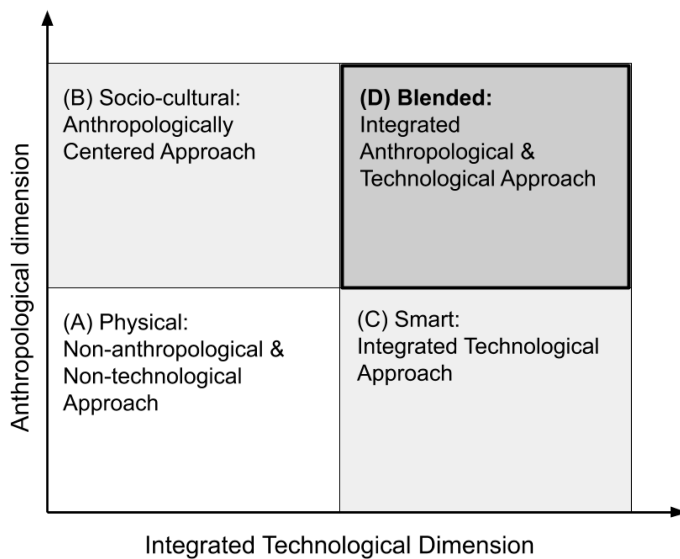 Anthropological dimension
(B) Socio-cultural:
Anthropologically
Centered Approach
(D) Blended:
Integrated
Anthropological &
Technological Approach
(A) Physical:
Non-anthropological &
Non-technological
Approach
(C) Smart:
Integrated Technological
Approach
Integrated Technological Dimension